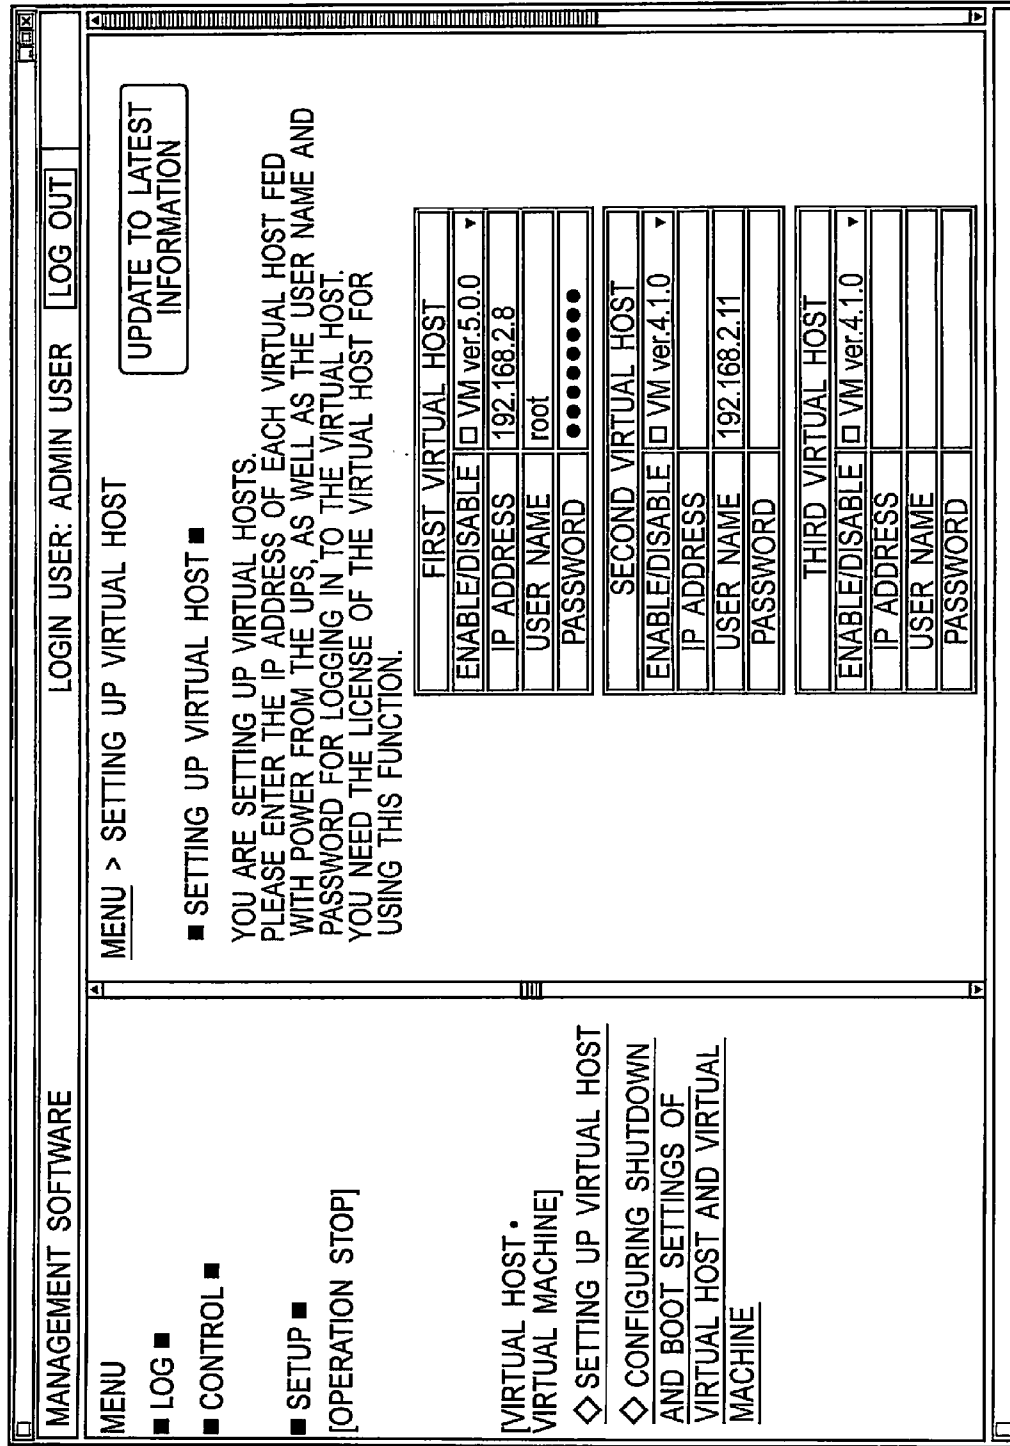 MANAGEMENT SOFTWARE
LOGIN USER: ADMIN USER
LOG OUT
MENU
■ LOG ■
■ CONTROL ■
■ SETUP ■
[OPERATION STOP]
[VIRTUAL HOST •
VIRTUAL MACHINE]
◇ SETTING UP VIRTUAL HOST
◇ CONFIGURING SHUTDOWN
AND BOOT SETTINGS OF
VIRTUAL HOST AND VIRTUAL
MACHINE
MENU > SETTING UP VIRTUAL HOST
UPDATE TO LATEST
INFORMATION
■ SETTING UP VIRTUAL HOST ■
YOU ARE SETTING UP VIRTUAL HOSTS.
PLEASE ENTER THE IP ADDRESS OF EACH VIRTUAL HOST FED
WITH POWER FROM THE UPS, AS WELL AS THE USER NAME AND
PASSWORD FOR LOGGING IN TO THE VIRTUAL HOST.
YOU NEED THE LICENSE OF THE VIRTUAL HOST FOR
USING THIS FUNCTION.
FIRST VIRTUAL HOST
ENABLE/DISABLE □ VM ver.5.0.0 ▼
IP ADDRESS 192.168.2.8
USER NAME root
PASSWORD ●●●●●●●●
SECOND VIRTUAL HOST
ENABLE/DISABLE □ VM ver.4.1.0 ▼
IP ADDRESS
USER NAME 192.168.2.11
PASSWORD
THIRD VIRTUAL HOST
ENABLE/DISABLE □ VM ver.4.1.0 ▼
IP ADDRESS
USER NAME
PASSWORD